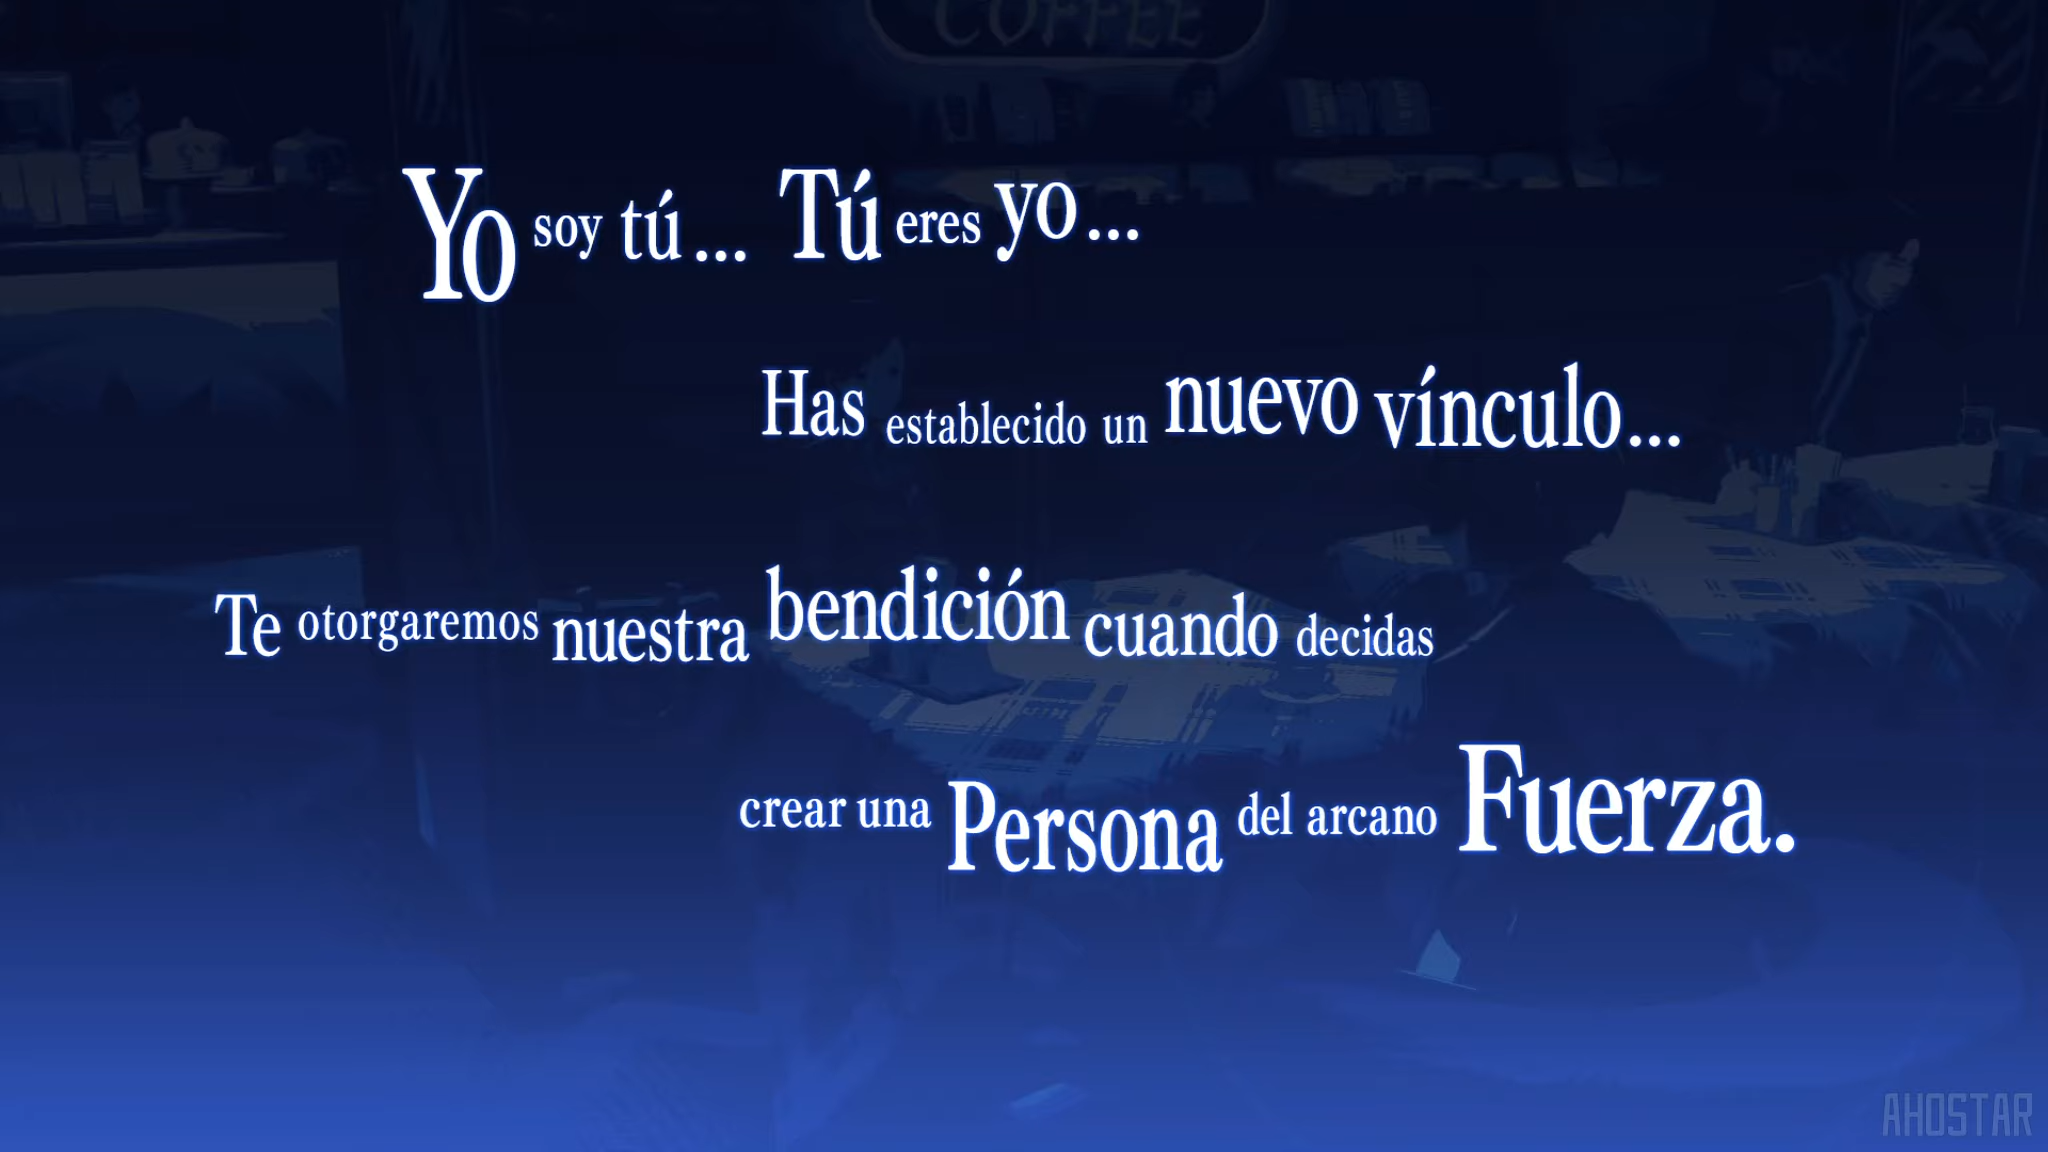 COFFEE
Yo soy tú... Tú eres yo...
Has establecido un nuevo vínculo...
Te otorgaremos nuestra bendición cuando decidas
crear una Persona del arcano Fuerza.
AHOSTAR